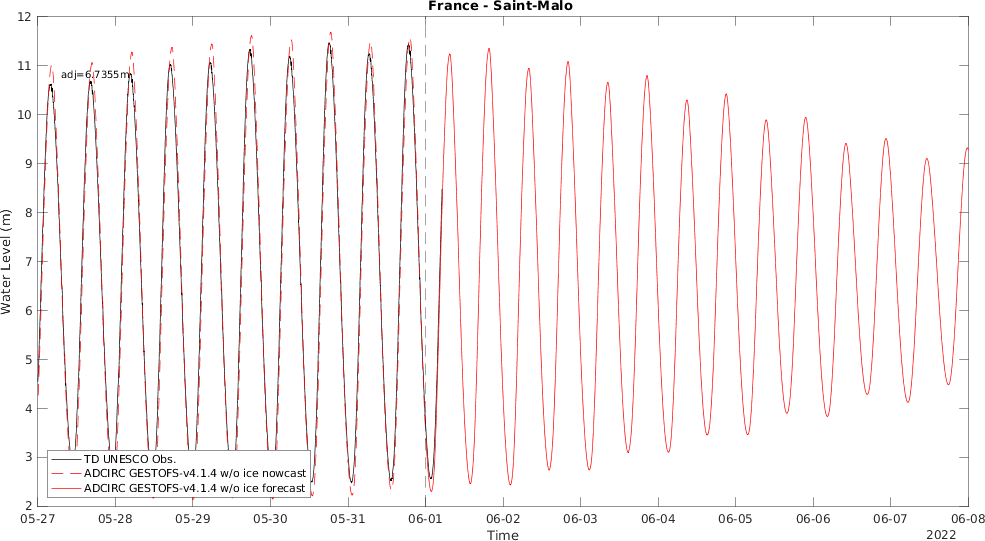 France - Saint-Malo
Water Level (m)
12
11
10
9
8
7
6
5
4
3
2
adj=6.7355m
TD UNESCO Obs.
ADCIRC GESTOFS-v4.1.4 w/o ice nowcast
ADCIRC GESTOFS-v4.1.4 w/o ice forecast
05-27 05-28 05-29 05-30 05-31 06-01 06-02 06-03 06-04 06-05 06-06 06-07 06-08
Time
2022